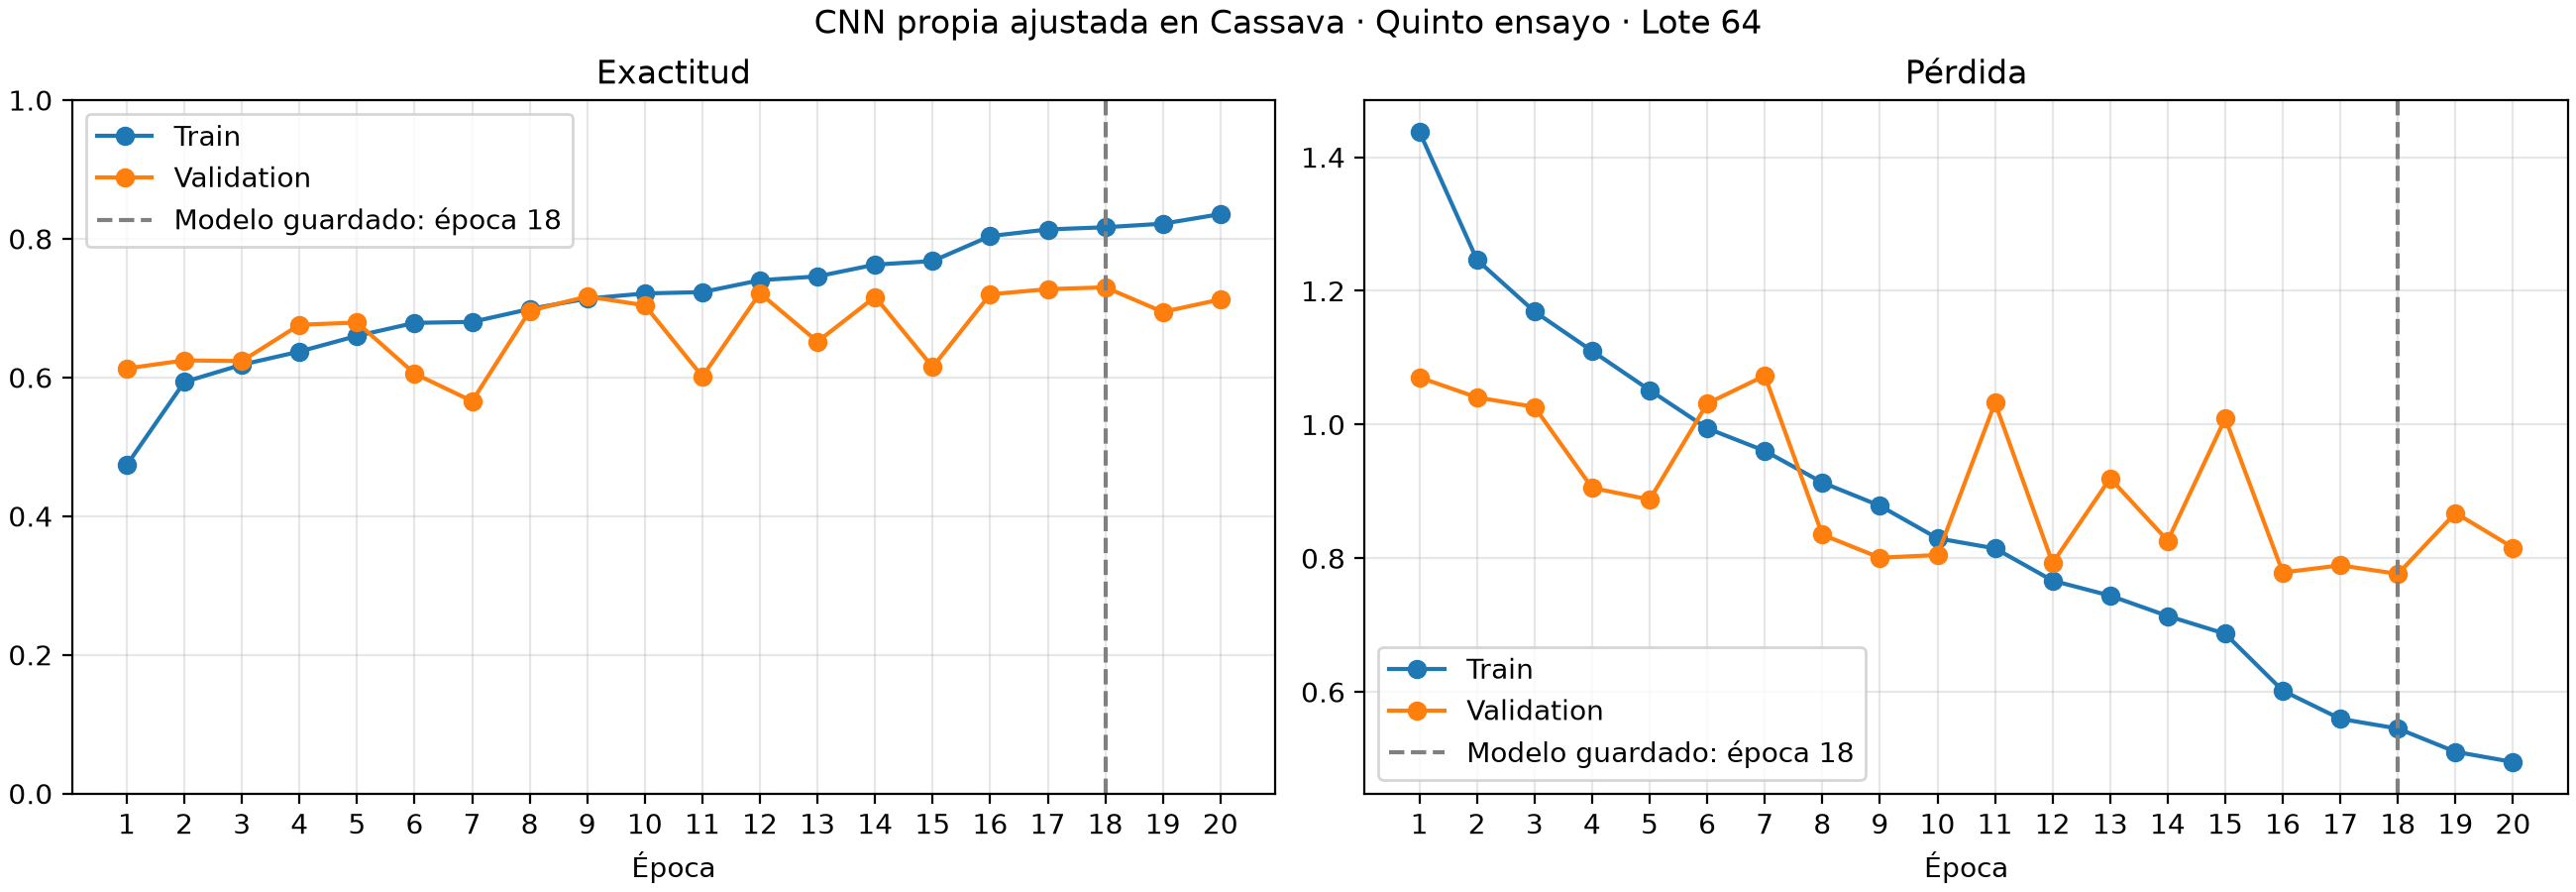 CNN propia ajustada en Cassava · Quinto ensayo · Lote 64
Exactitud
1.0
0.8
0.6
0.4
0.2
0.0
Train
Validation
Modelo guardado: época 18
1 2 3 4 5 6 7 8 9 10 11 12 13 14 15 16 17 18 19 20
Época
Pérdida
1.4
1.2
1.0
0.8
0.6
Train
Validation
Modelo guardado: época 18
1 2 3 4 5 6 7 8 9 10 11 12 13 14 15 16 17 18 19 20
Época